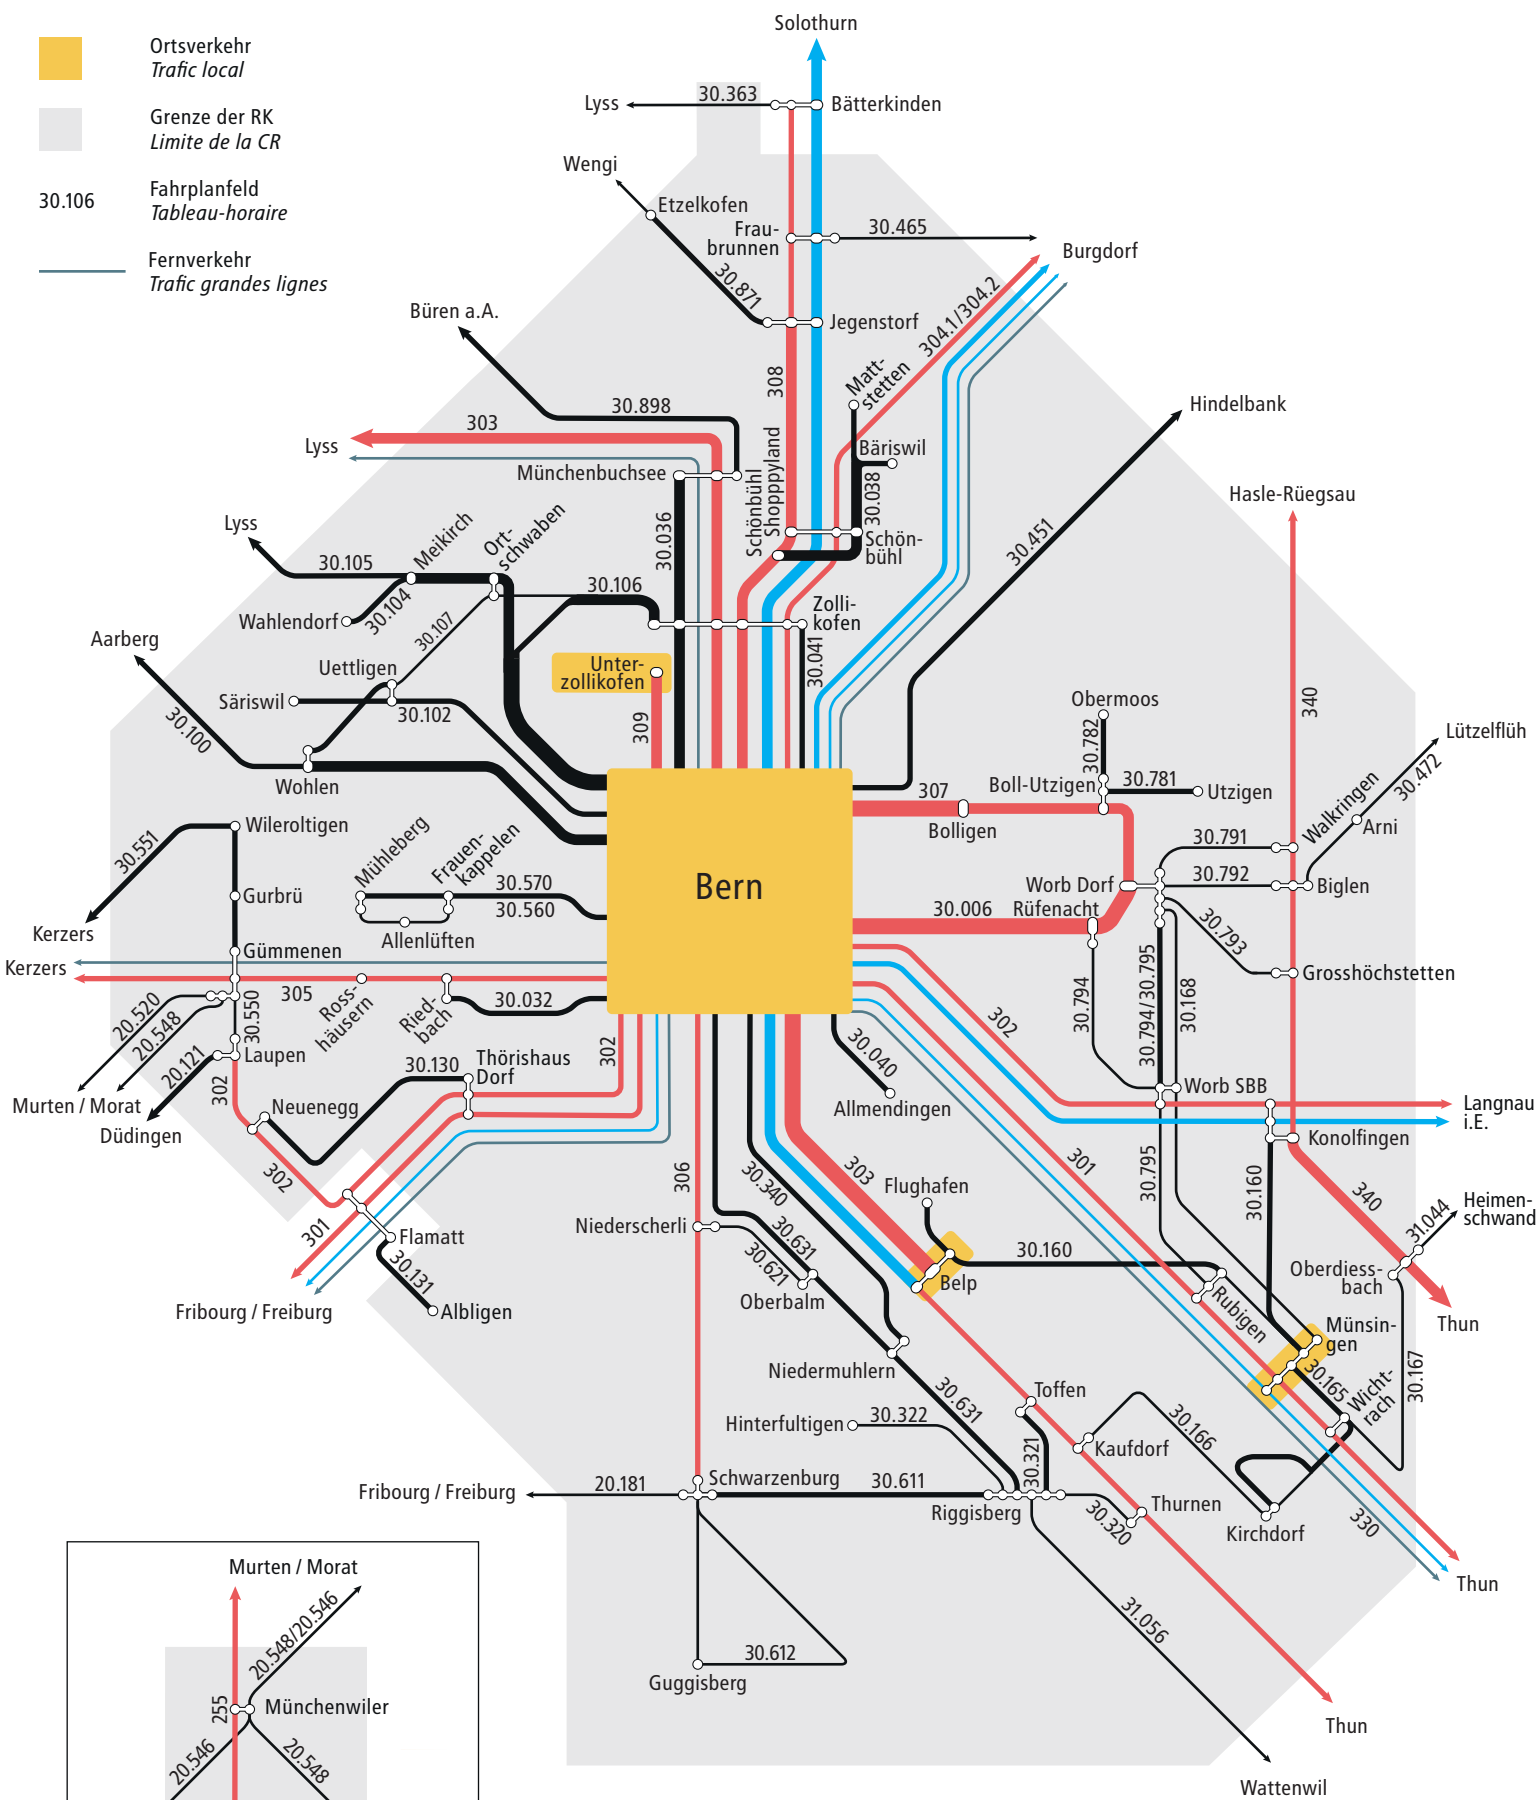 Ortsverkehr
Trafic local
Grenze der RK
Limite de la CR
30.106
Fahrplanfeld
Tableau-horaire
Fernverkehr
Trafic grandes lignes
Solothurn
Lyss
30.363
Bätterkinden
Wengi
Etzelkofen
Frau-
brunnen
30.465
Burgdorf
30.871
Jegenstorf
304.1/304.2
Büren a.A.
308
Matt-
stetten
30.898
303
Lyss
Hindelbank
Bäriswil
Münchenbuchsee
Schönbühl
Shopppyland
30.038
Schön-
bühl
30.451
Hasle-Rüegsau
Lyss
30.105
Meikirch
Ort-
schwaben
30.036
30.106
Wahlendorf
30.104
30.107
Zolli-
kofen
30.041
Aarberg
Uettligen
Unter-
zollikofen
Säriswil
30.102
309
30.100
Wohlen
Obermoos
30.782
340
Lützelflüh
Boll-Utzigen
30.781
Utzigen
307
Bolligen
30.472
Walkringen
Arni
Wileroltigen
30.551
Mühleberg
Frauen-
kappelen
30.791
Bern
Worb Dorf
30.792
Biglen
Gurbrü
30.570
30.560
Allenlüften
30.006
Rüfenacht
Kerzers
30.793
Gümmenen
Kerzers
Grosshöchstetten
305
Ross-
häusern
Ried-
bach
30.032
20.520
20.548
30.550
30.794
30.794/30.795
30.168
302
302
30.040
20.121
Laupen
Thörishaus
Dorf
30.130
302
Worb SBB
Murten / Morat
Neuenegg
Allmendingen
Langnau
i.E.
Düdingen
Konolfingen
302
306
30.340
303
301
30.795
30.160
340
Flughafen
Heimen-
schwand
31.044
301
Flamatt
Niederscherli
30.631
30.160
30.131
30.621
Oberbalm
Belp
Oberdiess-
bach
Fribourg / Freiburg
Albligen
Rubigen
Thun
Münsin-
gen
Niedermuhlern
30.165
30.167
Toffen
Wicht-
rach
30.631
Hinterfultigen
30.322
30.166
Kaufdorf
30.321
Schwarzenburg
Fribourg / Freiburg
20.181
30.611
Riggisberg
30.320
Thurnen
Kirchdorf
330
Thun
Murten / Morat
20.548/20.546
31.056
30.612
Guggisberg
255
Münchenwiler
Thun
20.546
20.548
Wattenwil